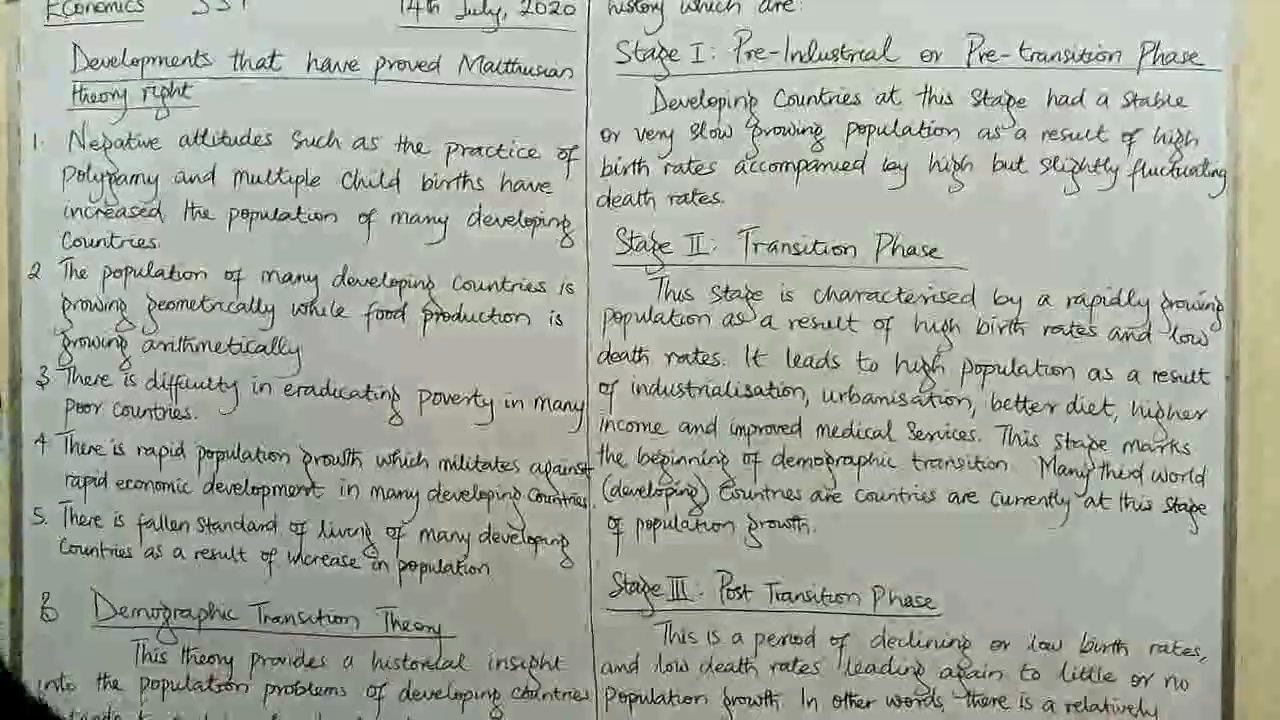 Economics SS1 14th July, 2020
Developments that have proved Malthusian
theory right
1. Negative attitudes such as the practice of
polygamy and multiple child births have
increased the population of many developing
Countries.
2 The population of many developing countries is
growing geometrically while food production is
growing arithmetically
3 There is difficulty in eradicating poverty in many
poor countries.
4 There is rapid population growth which militates against
rapid economic development in many developing Countries.
5. There is fallen standard of living of many developing
Countries as a result of increase in population
B Demographic Transition Theory
This theory provides a historical insight
into the population problems of developing countries
history which are:
Stage I: Pre-Industrial or Pre-transition Phase
Developing Countries at this Stage had a stable
or very slow growing population as a result of high
birth rates accompanied by high but slightly fluctuating
death rates.
Stage II: Transition Phase
This Stage is characterised by a rapidly growing
population as a result of high birth rates and low
death rates. It leads to high population as a result
of industrialisation, urbanisation, better diet, higher
income and improved medical Services. This stage marks
the beginning of demographic transition. Many third world
(developing) Countries are countries are currently at this stage
of population growth.
Stage III: Post Transition Phase
This is a period of declining or low birth rates,
and low death rates leading again to little or no
Population growth. In other words, there is a relatively